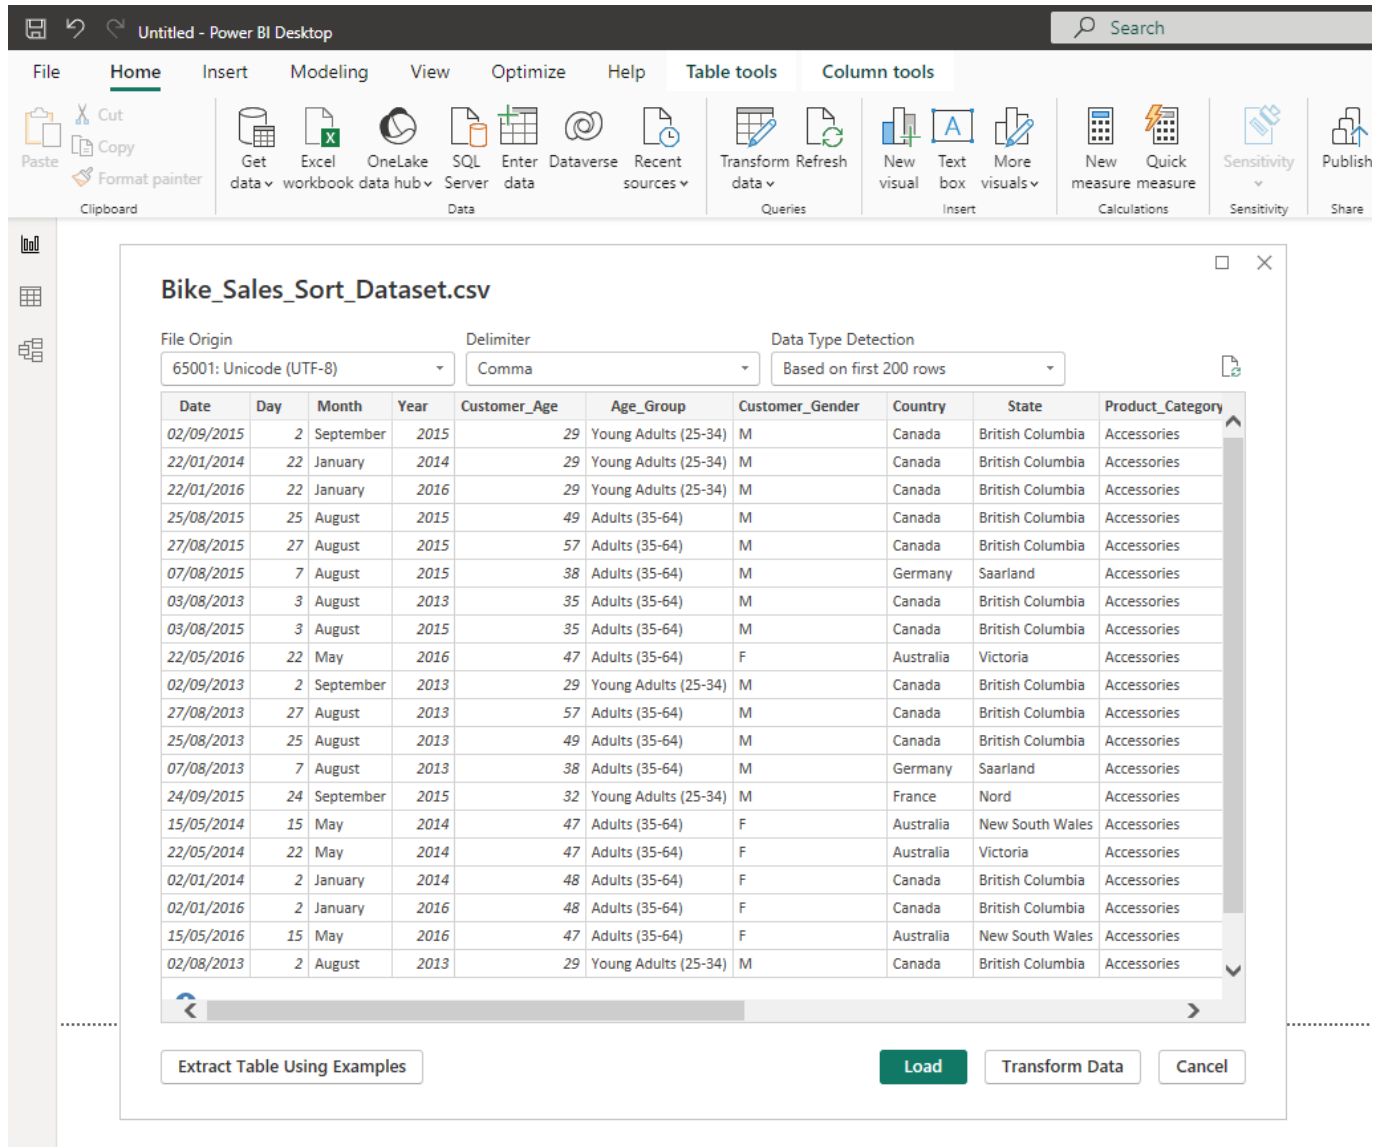 Untitled - Power BI Desktop
Search
File Home Insert Modeling View Optimize Help Table tools Column tools
Paste
Cut
Copy
Format painter
Clipboard
Get data
Excel workbook
OneLake data hub
SQL Server
Enter data
Dataverse
Recent sources
Data
Transform data
Refresh
Queries
New visual
Text box
More visuals
Insert
New measure
Quick measure
Calculations
Sensitivity
Sensitivity
Publish
Share
Bike_Sales_Sort_Dataset.csv
File Origin Delimiter Data Type Detection
65001: Unicode (UTF-8) Comma Based on first 200 rows
Date Day Month Year Customer_Age Age_Group Customer_Gender Country State Product_Category
02/09/2015 2 September 2015 29 Young Adults (25-34) M Canada British Columbia Accessories
22/01/2014 22 January 2014 29 Young Adults (25-34) M Canada British Columbia Accessories
22/01/2016 22 January 2016 29 Young Adults (25-34) M Canada British Columbia Accessories
25/08/2015 25 August 2015 49 Adults (35-64) M Canada British Columbia Accessories
27/08/2015 27 August 2015 57 Adults (35-64) M Canada British Columbia Accessories
07/08/2015 7 August 2015 38 Adults (35-64) M Germany Saarland Accessories
03/08/2013 3 August 2013 35 Adults (35-64) M Canada British Columbia Accessories
03/08/2015 3 August 2015 35 Adults (35-64) M Canada British Columbia Accessories
22/05/2016 22 May 2016 47 Adults (35-64) F Australia Victoria Accessories
02/09/2013 2 September 2013 29 Young Adults (25-34) M Canada British Columbia Accessories
27/08/2013 27 August 2013 57 Adults (35-64) M Canada British Columbia Accessories
25/08/2013 25 August 2013 49 Adults (35-64) M Canada British Columbia Accessories
07/08/2013 7 August 2013 38 Adults (35-64) M Germany Saarland Accessories
24/09/2015 24 September 2015 32 Young Adults (25-34) M France Nord Accessories
15/05/2014 15 May 2014 47 Adults (35-64) F Australia New South Wales Accessories
22/05/2014 22 May 2014 47 Adults (35-64) F Australia Victoria Accessories
02/01/2014 2 January 2014 48 Adults (35-64) F Canada British Columbia Accessories
02/01/2016 2 January 2016 48 Adults (35-64) F Canada British Columbia Accessories
15/05/2016 15 May 2016 47 Adults (35-64) F Australia New South Wales Accessories
02/08/2013 2 August 2013 29 Young Adults (25-34) M Canada British Columbia Accessories
Extract Table Using Examples Load Transform Data Cancel